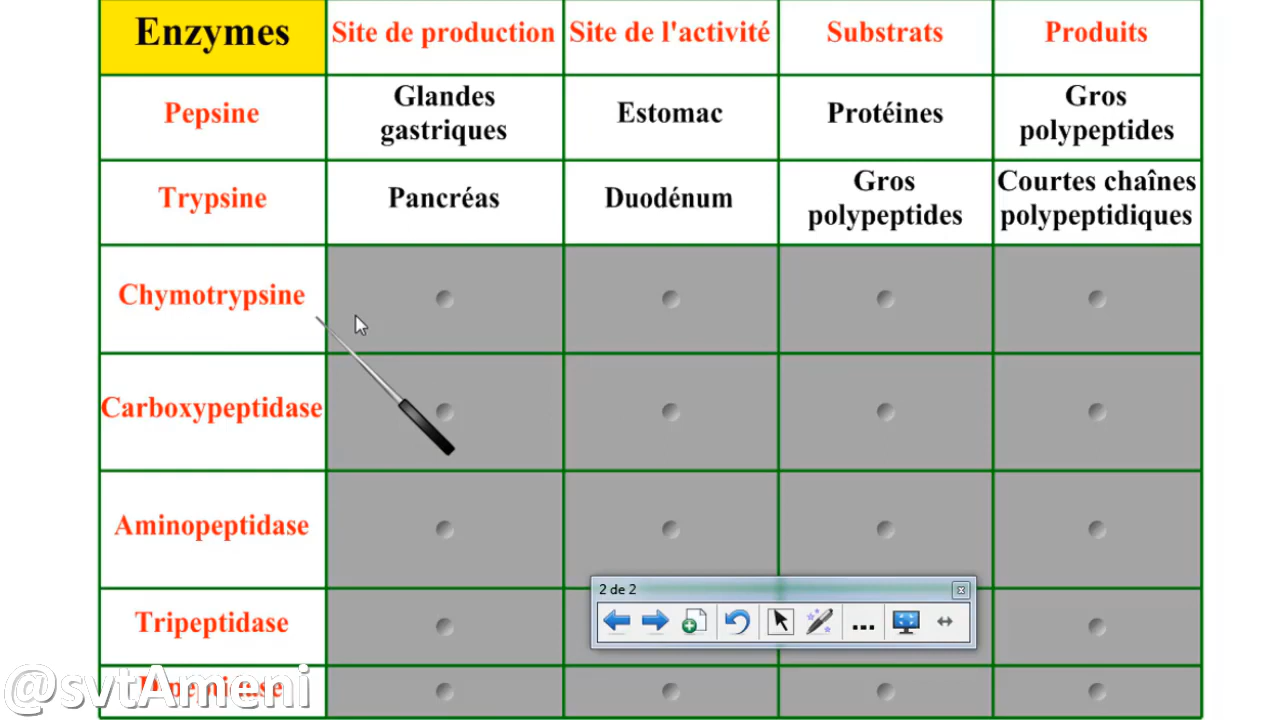 Enzymes
Site de production
Site de l'activité
Substrats
Produits
Pepsine
Glandes
gastriques
Estomac
Protéines
Gros
polypeptides
Trypsine
Pancréas
Duodénum
Gros
polypeptides
Courtes chaînes
polypeptidiques
Chymotrypsine
Carboxypeptidase
Aminopeptidase
2 de 2
Tripeptidase
@svtAmeni